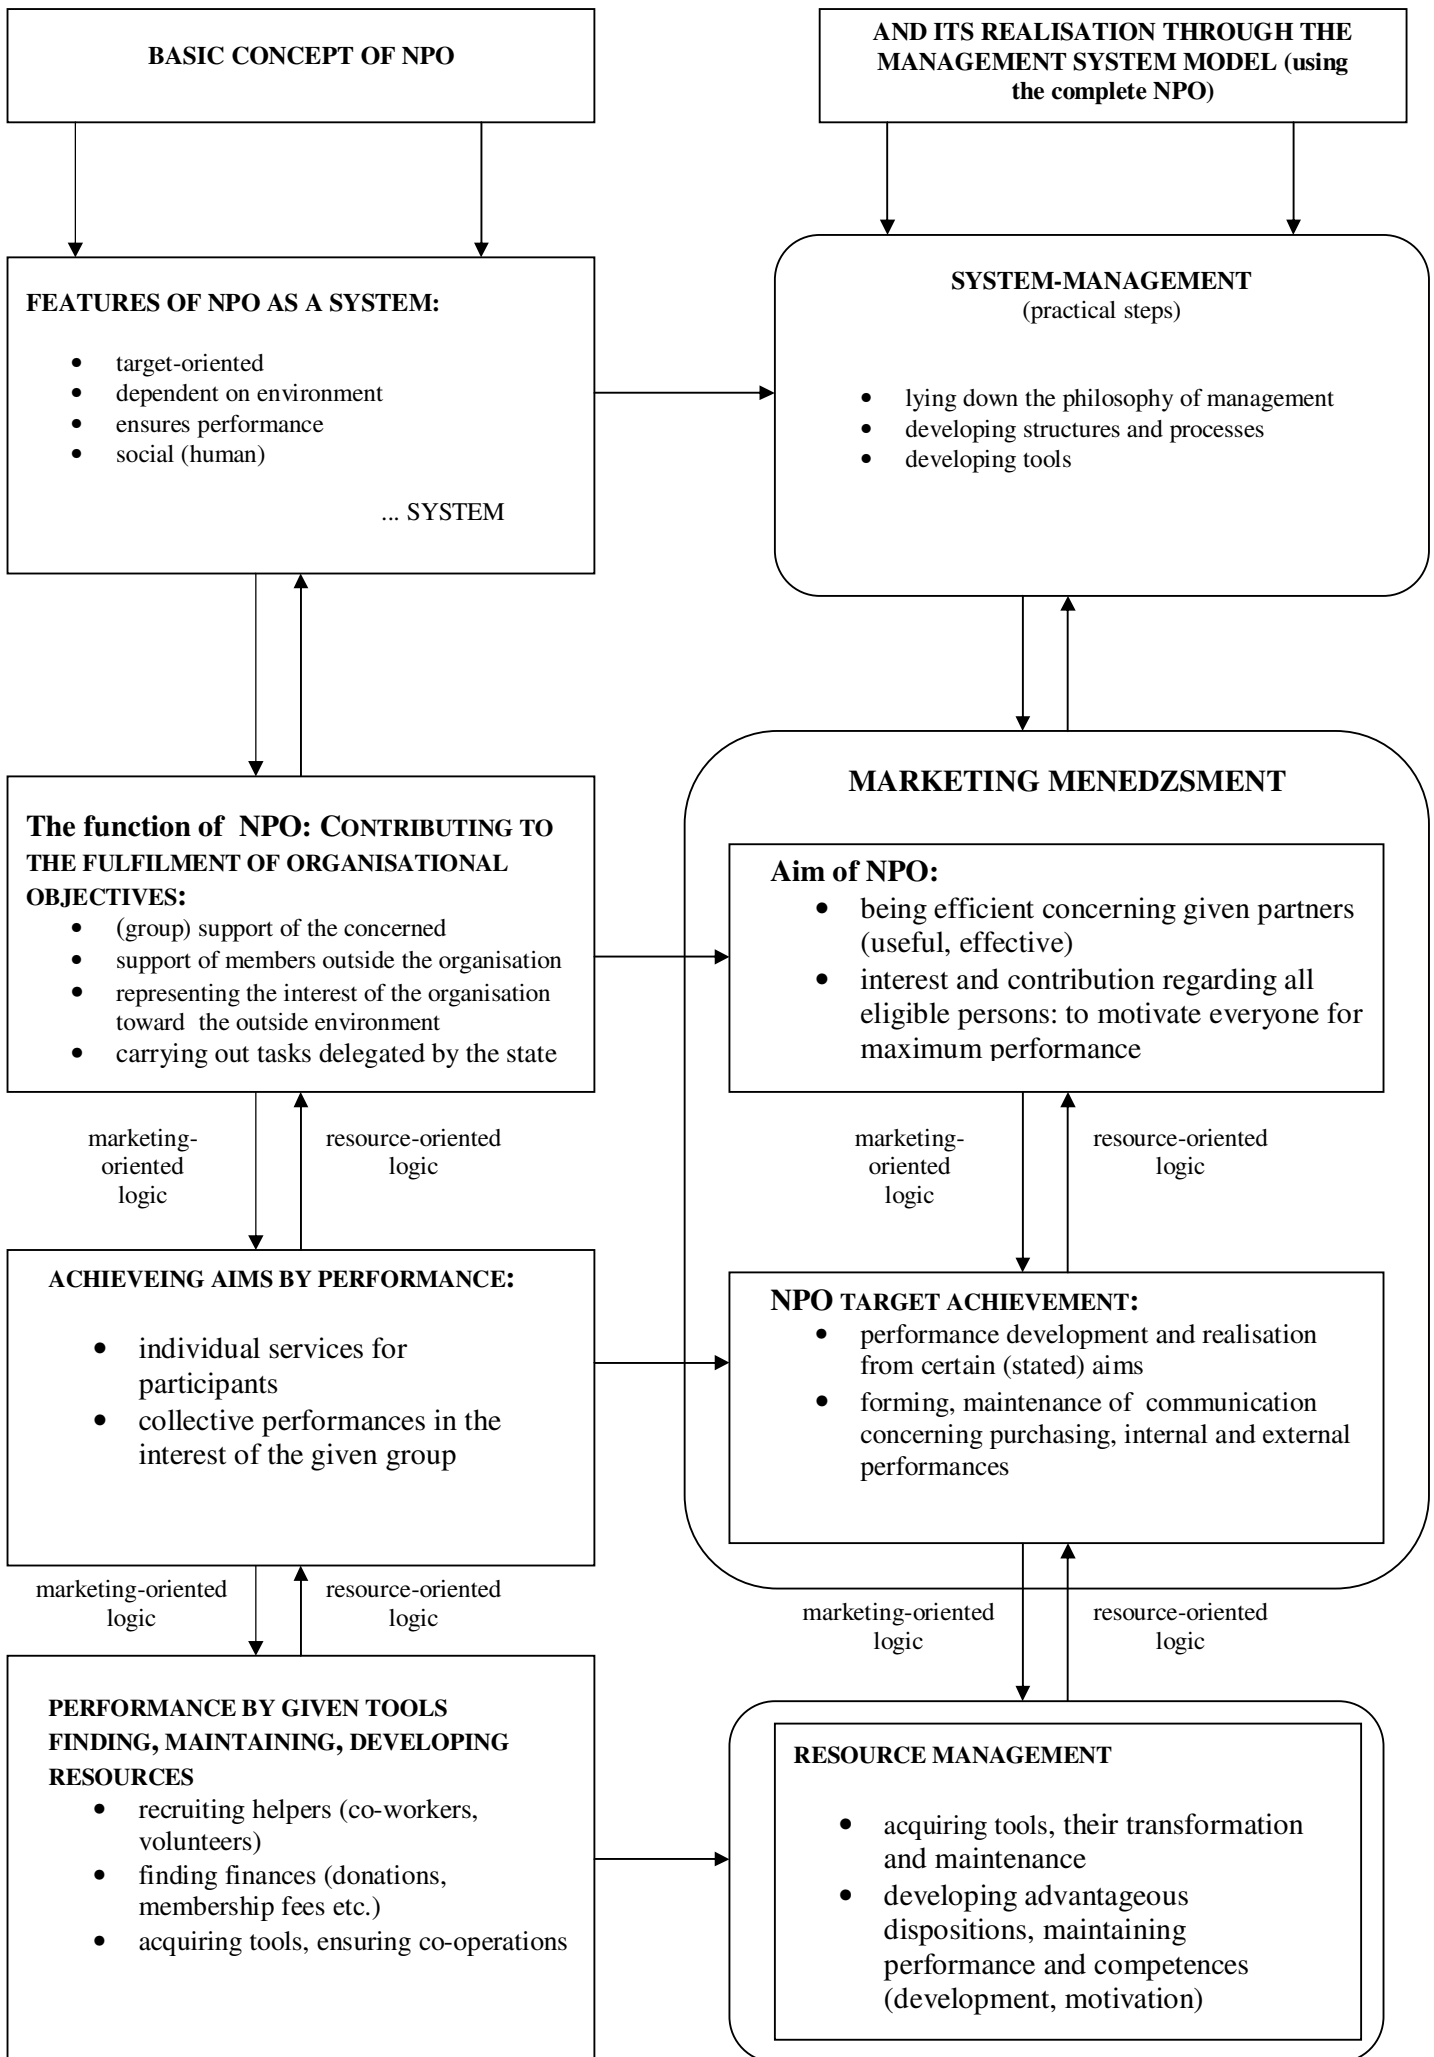 BASIC CONCEPT OF NPO
AND ITS REALISATION THROUGH THE
MANAGEMENT SYSTEM MODEL (using
the complete NPO)
FEATURES OF NPO AS A SYSTEM:
• target-oriented
• dependent on environment
• ensures performance
• social (human)
... SYSTEM
SYSTEM-MANAGEMENT
(practical steps)
• lying down the philosophy of management
• developing structures and processes
• developing tools
The function of NPO: CONTRIBUTING TO
THE FULFILMENT OF ORGANISATIONAL
OBJECTIVES:
• (group) support of the concerned
• support of members outside the organisation
• representing the interest of the organisation
toward the outside environment
• carrying out tasks delegated by the state
MARKETING MENEDZSMENT
Aim of NPO:
• being efficient concerning given partners
(useful, effective)
• interest and contribution regarding all
eligible persons: to motivate everyone for
maximum performance
marketing-
oriented
logic
resource-oriented
logic
marketing-
oriented
logic
resource-oriented
logic
ACHIEVEING AIMS BY PERFORMANCE:
• individual services for
participants
• collective performances in the
interest of the given group
NPO TARGET ACHIEVEMENT:
• performance development and realisation
from certain (stated) aims
• forming, maintenance of communication
concerning purchasing, internal and external
performances
marketing-oriented
logic
resource-oriented
logic
marketing-oriented
logic
resource-oriented
logic
PERFORMANCE BY GIVEN TOOLS
FINDING, MAINTAINING, DEVELOPING
RESOURCES
• recruiting helpers (co-workers,
volunteers)
• finding finances (donations,
membership fees etc.)
• acquiring tools, ensuring co-operations
RESOURCE MANAGEMENT
• acquiring tools, their transformation
and maintenance
• developing advantageous
dispositions, maintaining
performance and competences
(development, motivation)